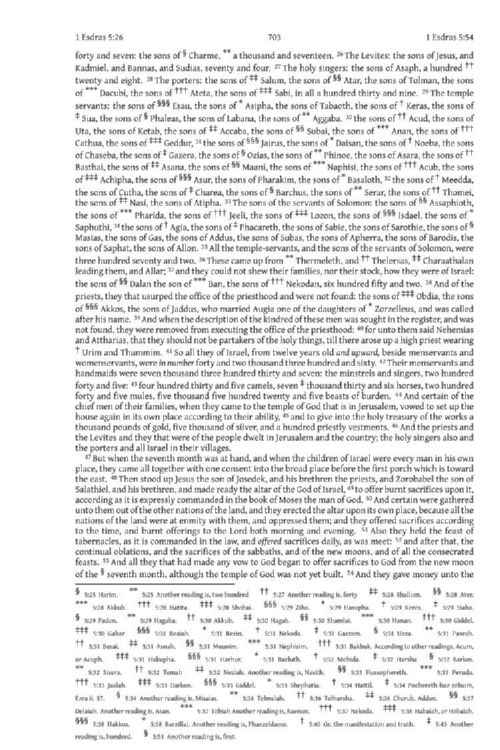 1 Esdras 5:26 703 1 Esdras 5:54
forty and seven: the sons of § Charme, ** a thousand and seventeen. 26 The Levites: the sons of Jesus, and
Kadmiel, and Bannas, and Sudias, seventy and four. 27 The holy singers: the sons of Asaph, a hundred ††
twenty and eight. 28 The porters: the sons of ‡‡ Salum, the sons of §§ Atar, the sons of Tolman, the sons
of *** Dacubi, the sons of ††† Ateta, the sons of ‡‡‡ Sabi, in all a hundred thirty and nine. 29 The temple
servants: the sons of §§§ Esau, the sons of * Asipha, the sons of Tabaoth, the sons of † Keras, the sons of
‡ Sua, the sons of § Phaleas, the sons of Labana, the sons of ** Aggaba. 30 the sons of †† Acud, the sons of
Uta, the sons of Ketab, the sons of ‡‡ Accaba, the sons of §§ Subai, the sons of *** Anan, the sons of †††
Cathua, the sons of ‡‡‡ Geddur, 31 the sons of §§§ Jairus, the sons of * Daisan, the sons of † Noeba, the sons
of Chaseba, the sons of ‡ Gazera, the sons of § Ozias, the sons of ** Phinoe, the sons of Asara, the sons of ††
Basthai, the sons of ‡‡ Asana, the sons of §§ Maani, the sons of *** Naphisi, the sons of ††† Acub, the sons
of ‡‡‡ Achipha, the sons of §§§ Asur, the sons of Pharakim, the sons of * Basaloth, 32 the sons of † Meedda,
the sons of Cutha, the sons of ‡ Charea, the sons of § Barchus, the sons of ** Serar, the sons of †† Thomei,
the sons of ‡‡ Nasi, the sons of Atipha. 33 The sons of the servants of Solomon: the sons of §§ Assaphioth,
the sons of *** Pharida, the sons of ††† Jeeli, the sons of ‡‡‡ Lozon, the sons of §§§ Isdael, the sons of *
Saphuthi, 34 the sons of † Agia, the sons of ‡ Phacareth, the sons of Sabie, the sons of Sarothie, the sons of §
Masias, the sons of Gas, the sons of Addus, the sons of Subas, the sons of Apherra, the sons of Barodis, the
sons of Saphat, the sons of Allon. 35 All the temple-servants, and the sons of the servants of Solomon, were
three hundred seventy and two. 36 These came up from ** Thermeleth, and †† Thelersas, ‡‡ Charaathalan
leading them, and Allar; 37 and they could not shew their families, nor their stock, how they were of Israel:
the sons of §§ Dalan the son of *** Ban, the sons of ††† Nekodan, six hundred fifty and two. 38 And of the
priests, they that usurped the office of the priesthood and were not found: the sons of ‡‡‡ Obdia, the sons
of §§§ Akkos, the sons of Jaddus, who married Augia one of the daughters of * Zorzelleus, and was called
after his name. 39 And when the description of the kindred of these men was sought in the register, and was
not found, they were removed from executing the office of the priesthood: 40 for unto them said Nehemias
and Attharias, that they should not be partakers of the holy things, till there arose up a high priest wearing
† Urim and Thummim. 41 So all they of Israel, from twelve years old and upward, beside menservants and
womenservants, were in number forty and two thousand three hundred and sixty. 42 Their menservants and
handmaids were seven thousand three hundred thirty and seven: the minstrels and singers, two hundred
forty and five: 43 four hundred thirty and five camels, seven ‡ thousand thirty and six horses, two hundred
forty and five mules, five thousand five hundred twenty and five beasts of burden. 44 And certain of the
chief men of their families, when they came to the temple of God that is in Jerusalem, vowed to set up the
house again in its own place according to their ability, 45 and to give into the holy treasury of the works a
thousand pounds of gold, five thousand of silver, and a hundred priestly vestments. 46 And the priests and
the Levites and they that were of the people dwelt in Jerusalem and the country; the holy singers also and
the porters and all Israel in their villages.
47 But when the seventh month was at hand, and when the children of Israel were every man in his own
place, they came all together with one consent into the broad place before the first porch which is toward
the east. 48 Then stood up Jesus the son of Josedek, and his brethren the priests, and Zorobabel the son of
Salathiel, and his brethren, and made ready the altar of the God of Israel, 49 to offer burnt sacrifices upon it,
according as it is expressly commanded in the book of Moses the man of God. 50 And certain were gathered
unto them out of the other nations of the land, and they erected the altar upon its own place, because all the
nations of the land were at enmity with them, and oppressed them; and they offered sacrifices according
to the time, and burnt offerings to the Lord both morning and evening. 51 Also they held the feast of
tabernacles, as it is commanded in the law, and offered sacrifices daily, as was meet: 52 and after that, the
continual oblations, and the sacrifices of the sabbaths, and of the new moons, and of all the consecrated
feasts. 53 And all they that had made any vow to God began to offer sacrifices to God from the new moon
of the § seventh month, although the temple of God was not yet built. 54 And they gave money unto the
§ 5:25 Harim. ** 5:25 Another reading is, two hundred †† 5:27 Another reading is, forty ‡‡ 5:28 Shallum. §§ 5:28 Ater.
*** 5:28 Akkub. ††† 5:28 Hatita. ‡‡‡ 5:28 Shobai. §§§ 5:29 Ziha. * 5:29 Hasupha. † 5:29 Keros. ‡ 5:29 Siaha.
§ 5:29 Padon. ** 5:29 Hagaba. †† 5:30 Akkub. ‡‡ 5:30 Hagab. §§ 5:30 Shamlai. *** 5:30 Hanan. ††† 5:30 Giddel.
‡‡‡ 5:30 Gahar §§§ 5:31 Reaiah. * 5:31 Rezin. † 5:31 Nekoda. ‡ 5:31 Gazzam. § 5:31 Uzza. ** 5:31 Paseah.
†† 5:31 Besai. ‡‡ 5:31 Asnah. §§ 5:31 Meunim. *** 5:31 Nephisim. ††† 5:31 Bakbuk. According to other readings, Acum,
or Acuph. ‡‡‡ 5:31 Hakupha. §§§ 5:31 Harhur. * 5:31 Bazluth. † 5:32 Mehida. ‡ 5:32 Harsha § 5:32 Barkos.
** 5:32 Sisera. †† 5:32 Temah ‡‡ 5:32 Neziah. Another reading is, Nasith. §§ 5:33 Hassophereth. *** 5:33 Peruda.
††† 5:33 Jaalah. ‡‡‡ 5:33 Darkon. §§§ 5:33 Giddel. * 5:33 Shephatia. † 5:34 Hattil. ‡ 5:34 Pochereth-haz-zebaim,
Ezra ii. 57. § 5:34 Another reading is, Misaias. ** 5:36 Telmelah. †† 5:36 Telharsha. ‡‡ 5:36 Cherub, Addan. §§ 5:37
Delaiah. Another reading is, Asan. *** 5:37 Tobiah Another reading is, Baenan. ††† 5:37 Nekoda. ‡‡‡ 5:38 Habaiah, or Hobaiah.
§§§ 5:38 Hakkoz. * 5:38 Barzillai. Another reading is, Phaezeldaeus. † 5:40 Gr. the manifestation and truth. ‡ 5:43 Another
reading is, hundred. § 5:53 Another reading is, first.